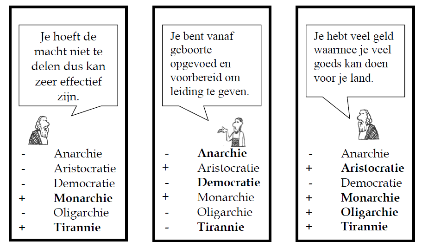 Je hoeft de
macht niet te
delen dus kan
zeer effectief
zijn.
- Anarchie
- Aristocratie
- Democratie
+ Monarchie
- Oligarchie
+ Tirannie
Je bent vanaf
geboorte
opgevoed en
voorbereid om
leiding te geven.
- Anarchie
+ Aristocratie
- Democratie
+ Monarchie
- Oligarchie
- Tirannie
Je hebt veel geld
waarmee je veel
goeds kan doen
voor je land.
- Anarchie
+ Aristocratie
- Democratie
+ Monarchie
+ Oligarchie
+ Tirannie